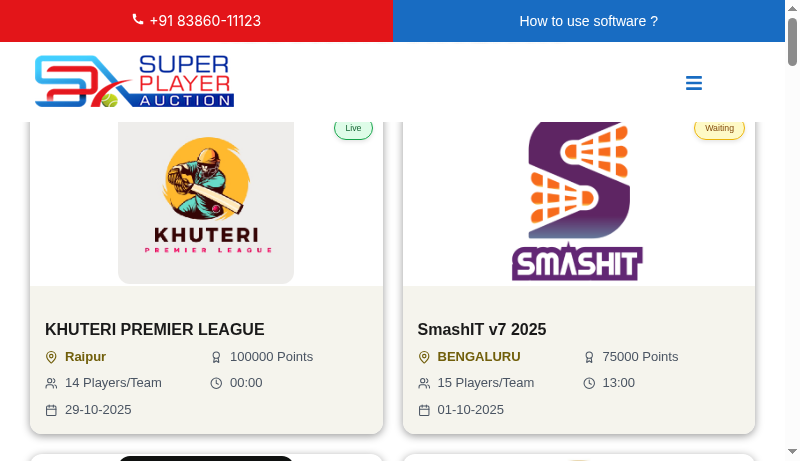 +91 83860-11123
How to use software ?
SUPER
PLAYER
AUCTION
Live
KHUTERI
PREMIER LEAGUE
KHUTERI PREMIER LEAGUE
Raipur
100000 Points
14 Players/Team
00:00
29-10-2025
Waiting
SMASHIT
SmashIT v7 2025
BENGALURU
75000 Points
15 Players/Team
13:00
01-10-2025